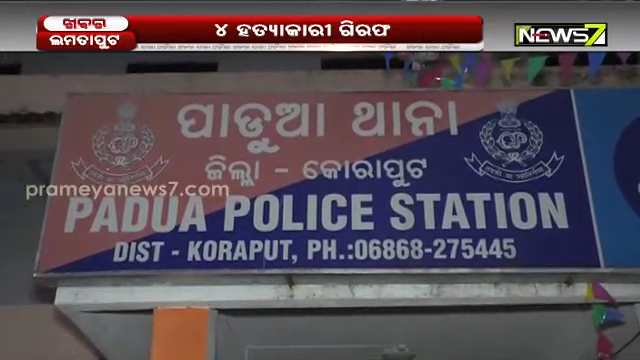 ଖବର
ଲମତାପୁଟ
୪ ହତ୍ୟାକାରୀ ଗିରଫ
NEWS7
ପାଡୁଆ ଥାନା
ଜିଲ୍ଲା - କୋରାପୁଟ
prameyanews7.com
PADUA POLICE STATION
DIST - KORAPUT, PH.:06868-275445